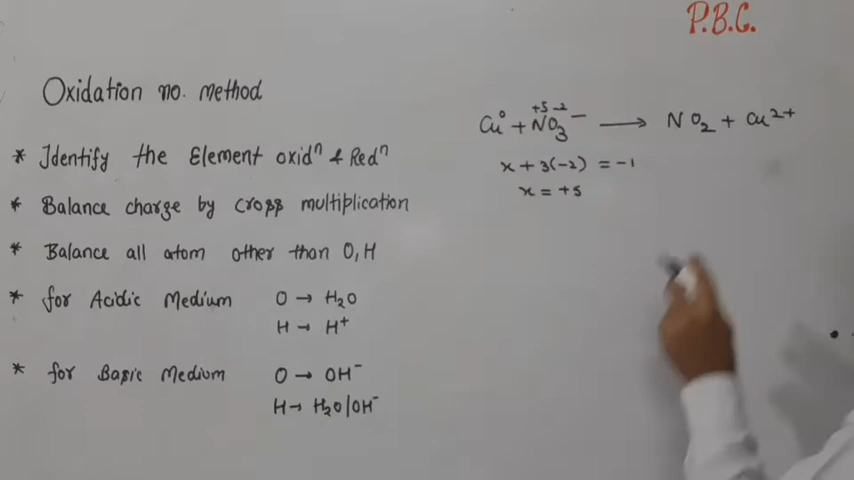 P.B.C.
Oxidation no. method
* Identify the Element oxidⁿ & Redⁿ
* Balance charge by cross multiplication
* Balance all atom other than O, H
* for Acidic Medium O → H₂O
H → H⁺
* for Basic Medium O → OH⁻
H → H₂O/OH⁻
+5 -2
Cu⁰ + NO₃⁻ → NO₂ + Cu²⁺
x + 3(-2) = -1
x = +5